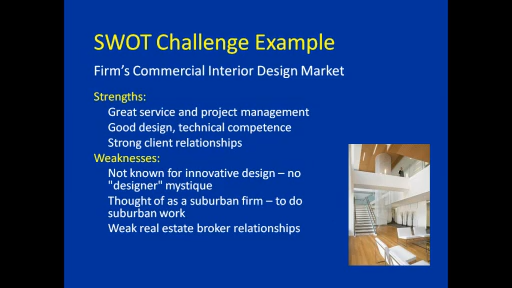 SWOT Challenge Example
Firm's Commercial Interior Design Market
Strengths:
Great service and project management
Good design, technical competence
Strong client relationships
Weaknesses:
Not known for innovative design – no
"designer" mystique
Thought of as a suburban firm – to do
suburban work
Weak real estate broker relationships